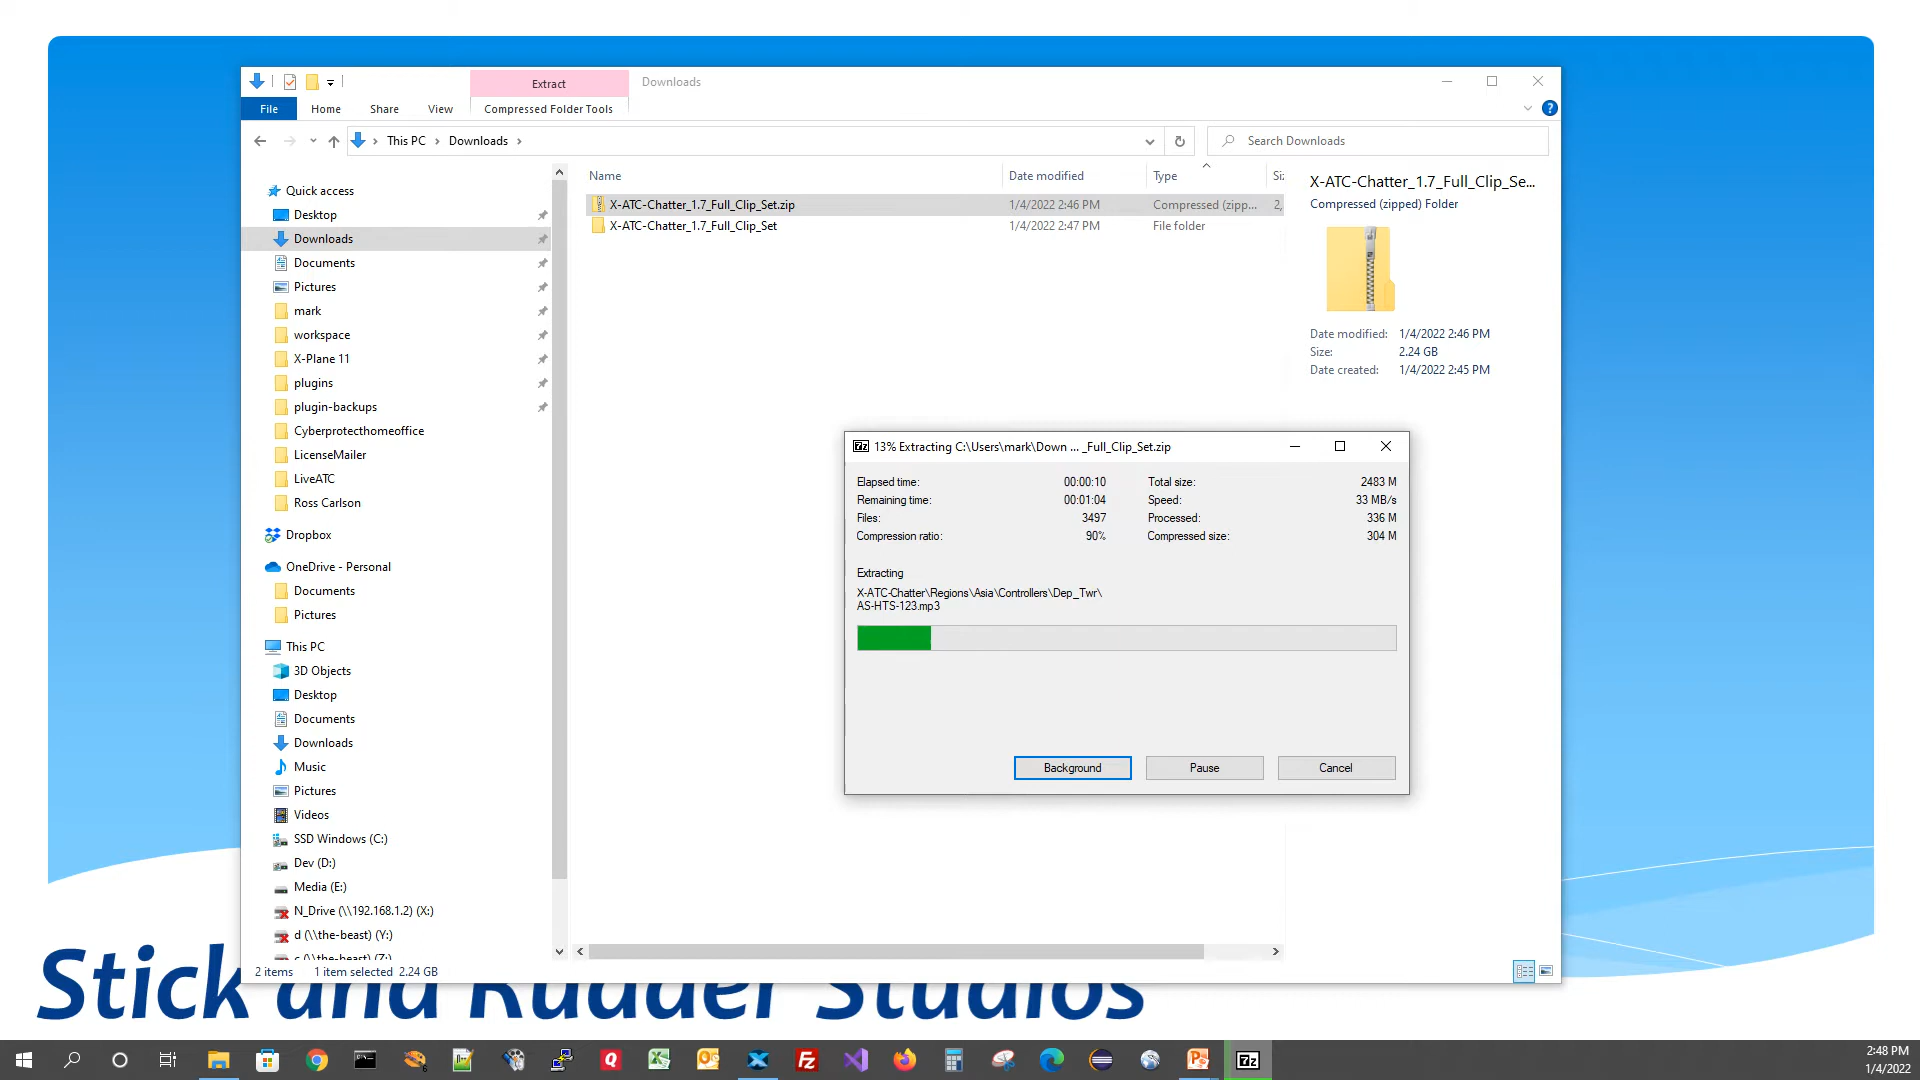 Extract
Downloads
File
Home
Share
View
Compressed Folder Tools
This PC
Downloads
Search Downloads
Quick access
Desktop
Downloads
Documents
Pictures
mark
workspace
X-Plane 11
plugins
plugin-backups
Cyberprotecthomeoffice
LicenseMailer
LiveATC
Ross Carlson
Dropbox
OneDrive - Personal
Documents
Pictures
This PC
3D Objects
Desktop
Documents
Downloads
Music
Pictures
Videos
SSD Windows (C:)
Dev (D:)
Media (E:)
N_Drive (\\192.168.1.2) (X:)
d (\\the-beast) (Y:)
c (\\the-beast) (Z:)
2 items 1 item selected 2.24 GB
Name Date modified Type Siz
X-ATC-Chatter_1.7_Full_Clip_Set.zip 1/4/2022 2:46 PM Compressed (zipp... 2,
X-ATC-Chatter_1.7_Full_Clip_Set 1/4/2022 2:47 PM File folder
X-ATC-Chatter_1.7_Full_Clip_Se...
Compressed (zipped) Folder
Date modified: 1/4/2022 2:46 PM
Size: 2.24 GB
Date created: 1/4/2022 2:45 PM
7z 13% Extracting C:\Users\mark\Down ... _Full_Clip_Set.zip
Elapsed time: 00:00:10 Total size: 2483 M
Remaining time: 00:01:04 Speed: 33 MB/s
Files: 3497 Processed: 336 M
Compression ratio: 90% Compressed size: 304 M
Extracting
X-ATC-Chatter\Regions\Asia\Controllers\Dep_Twr\
AS-HTS-123.mp3
Background
Pause
Cancel
Stick and Rudder Studios
7z
2:48 PM
1/4/2022